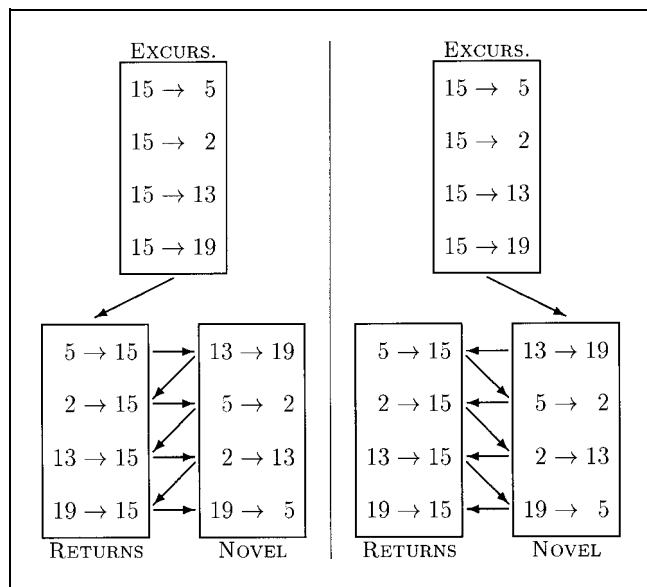 EXCURS.
15 → 5
15 → 2
15 → 13
15 → 19
5 → 15 13 → 19
2 → 15 5 → 2
13 → 15 2 → 13
19 → 15 19 → 5
RETURNS NOVEL
EXCURS.
15 → 5
15 → 2
15 → 13
15 → 19
5 → 15 13 → 19
2 → 15 5 → 2
13 → 15 2 → 13
19 → 15 19 → 5
RETURNS NOVEL